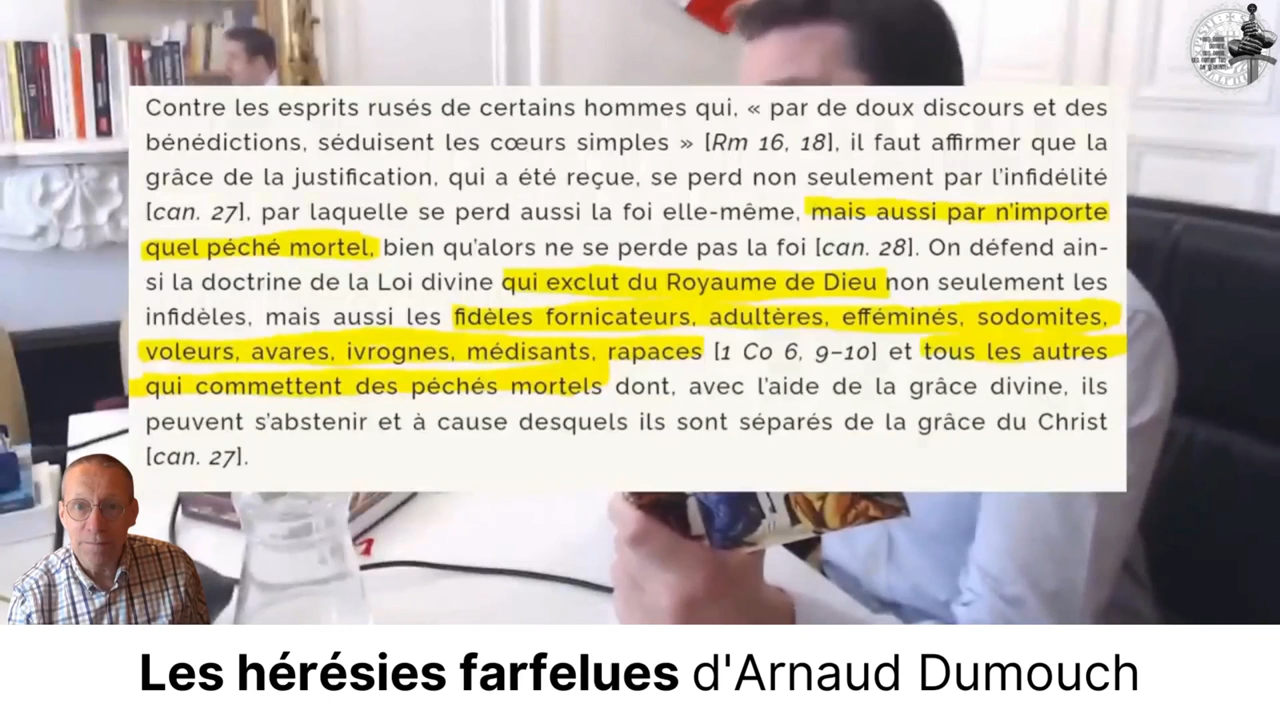 Contre les esprits rusés de certains hommes qui, « par de doux discours et des
bénédictions, séduisent les cœurs simples » [Rm 16, 18], il faut affirmer que la
grâce de la justification, qui a été reçue, se perd non seulement par l'infidélité
[can. 27], par laquelle se perd aussi la foi elle-même, mais aussi par n'importe
quel péché mortel, bien qu'alors ne se perde pas la foi [can. 28]. On défend ain-
si la doctrine de la Loi divine qui exclut du Royaume de Dieu non seulement les
infidèles, mais aussi les fidèles fornicateurs, adultères, efféminés, sodomites,
voleurs, avares, ivrognes, médisants, rapaces [1 Co 6, 9–10] et tous les autres
qui commettent des péchés mortels dont, avec l'aide de la grâce divine, ils
peuvent s'abstenir et à cause desquels ils sont séparés de la grâce du Christ
[can. 27].
Les hérésies farfelues d'Arnaud Dumouch